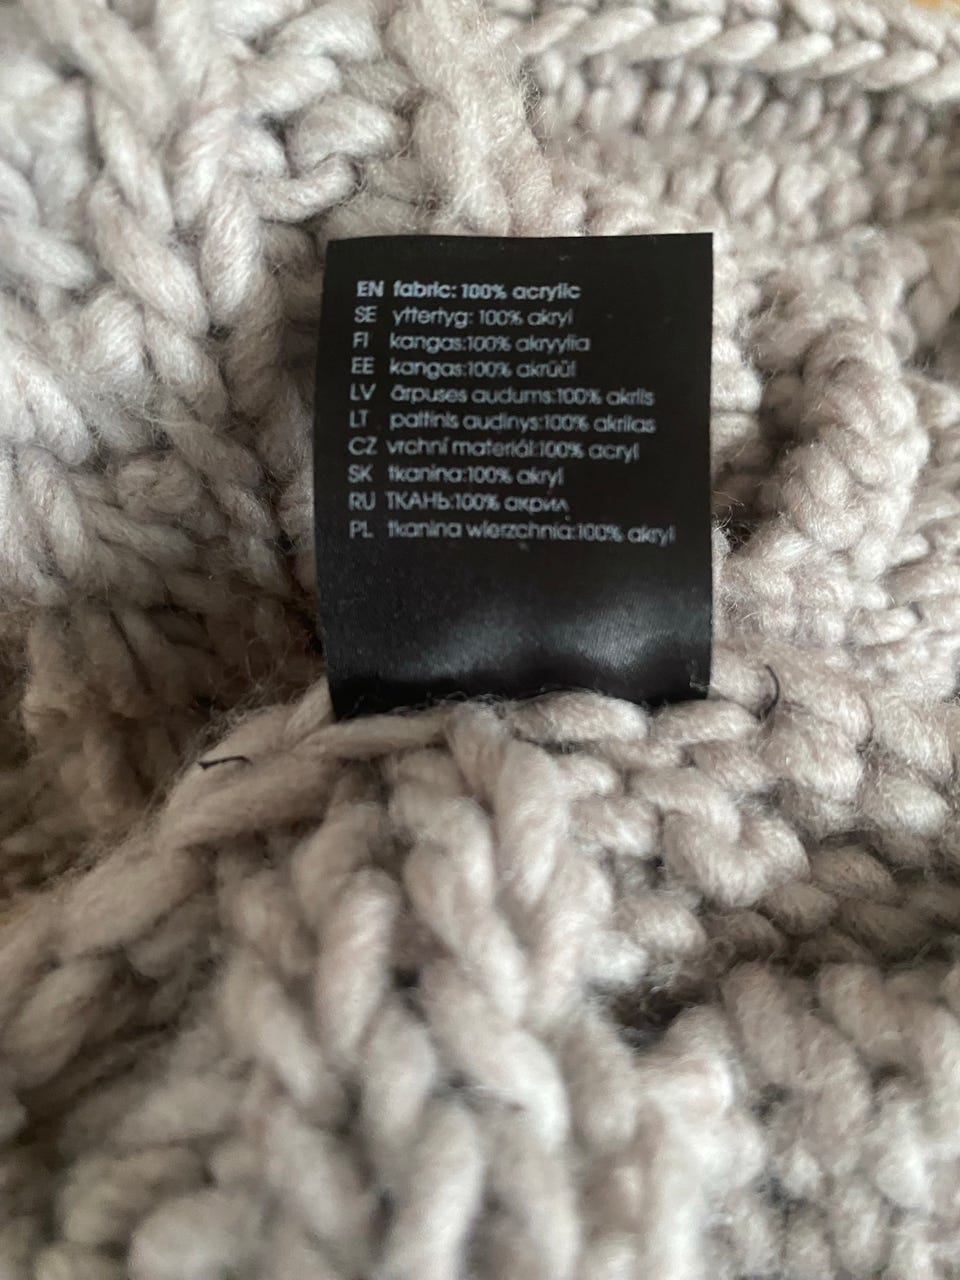 EN fabric: 100% acrylic
SE yttertyg: 100% akryl
FI kangas:100% akryylia
EE kangas:100% akrüül
LV ārpuses audums:100% akrils
LT paltinis audinys:100% akrilas
CZ vrchní materiál:100% acryl
SK tkanina:100% akryl
RU ТКАНЬ:100% акрил
PL tkanina wierzchnia:100% akryl